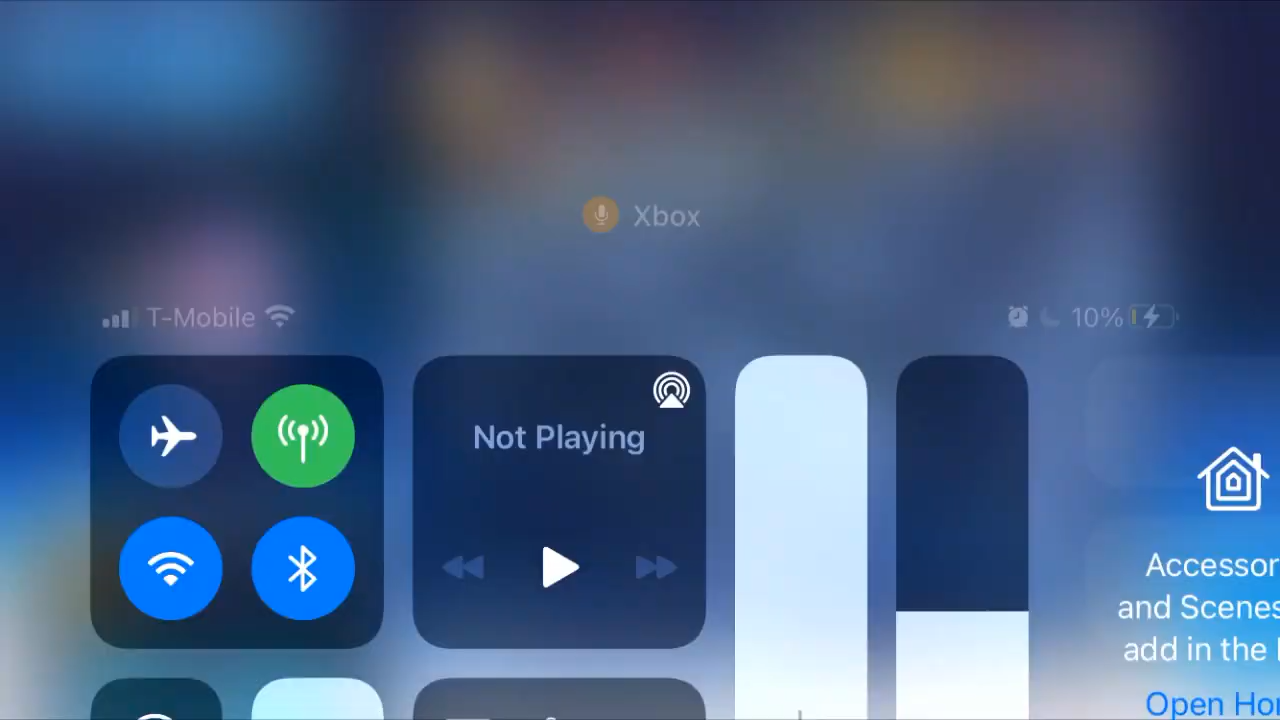 Xbox
T-Mobile
10%
Not Playing
Accessor
and Scenes
add in the
Open Ho